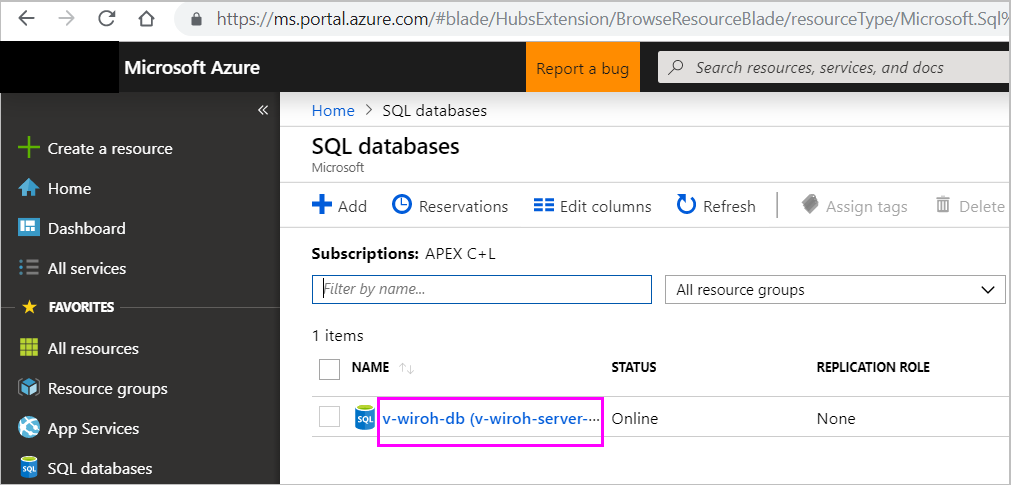 https://ms.portal.azure.com/#blade/HubsExtension/BrowseResourceBlade/resourceType/Microsoft.Sql%
Microsoft Azure
Report a bug
Search resources, services, and docs
«
Create a resource
Home
Dashboard
All services
FAVORITES
All resources
Resource groups
App Services
SQL databases
Home > SQL databases
SQL databases
Microsoft
Add Reservations Edit columns Refresh Assign tags Delete
Subscriptions: APEX C+L
Filter by name...
All resource groups
1 items
NAME STATUS REPLICATION ROLE
SQL v-wiroh-db (v-wiroh-server-··· Online None